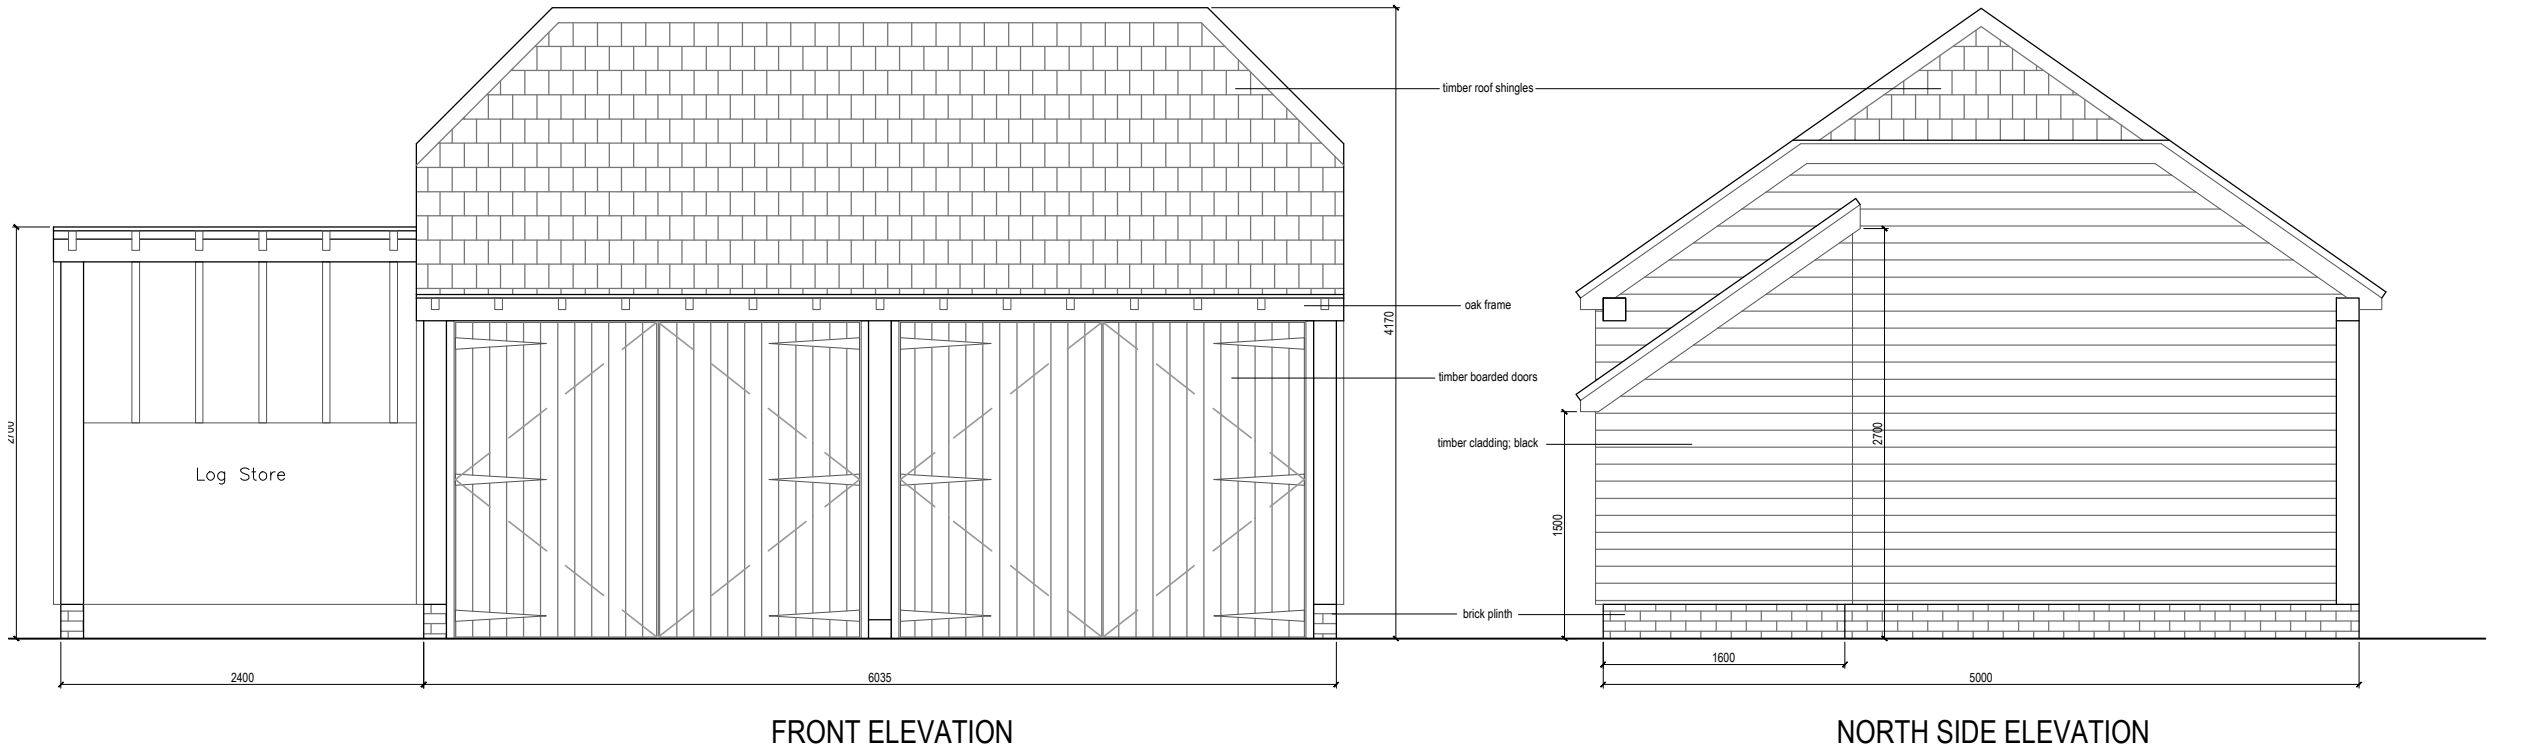 timber roof shingles
oak frame
4170
timber boarded doors
2700
timber cladding; black
2700
Log Store
1500
brick plinth
1600
2400
6035
5000
FRONT ELEVATION
NORTH SIDE ELEVATION